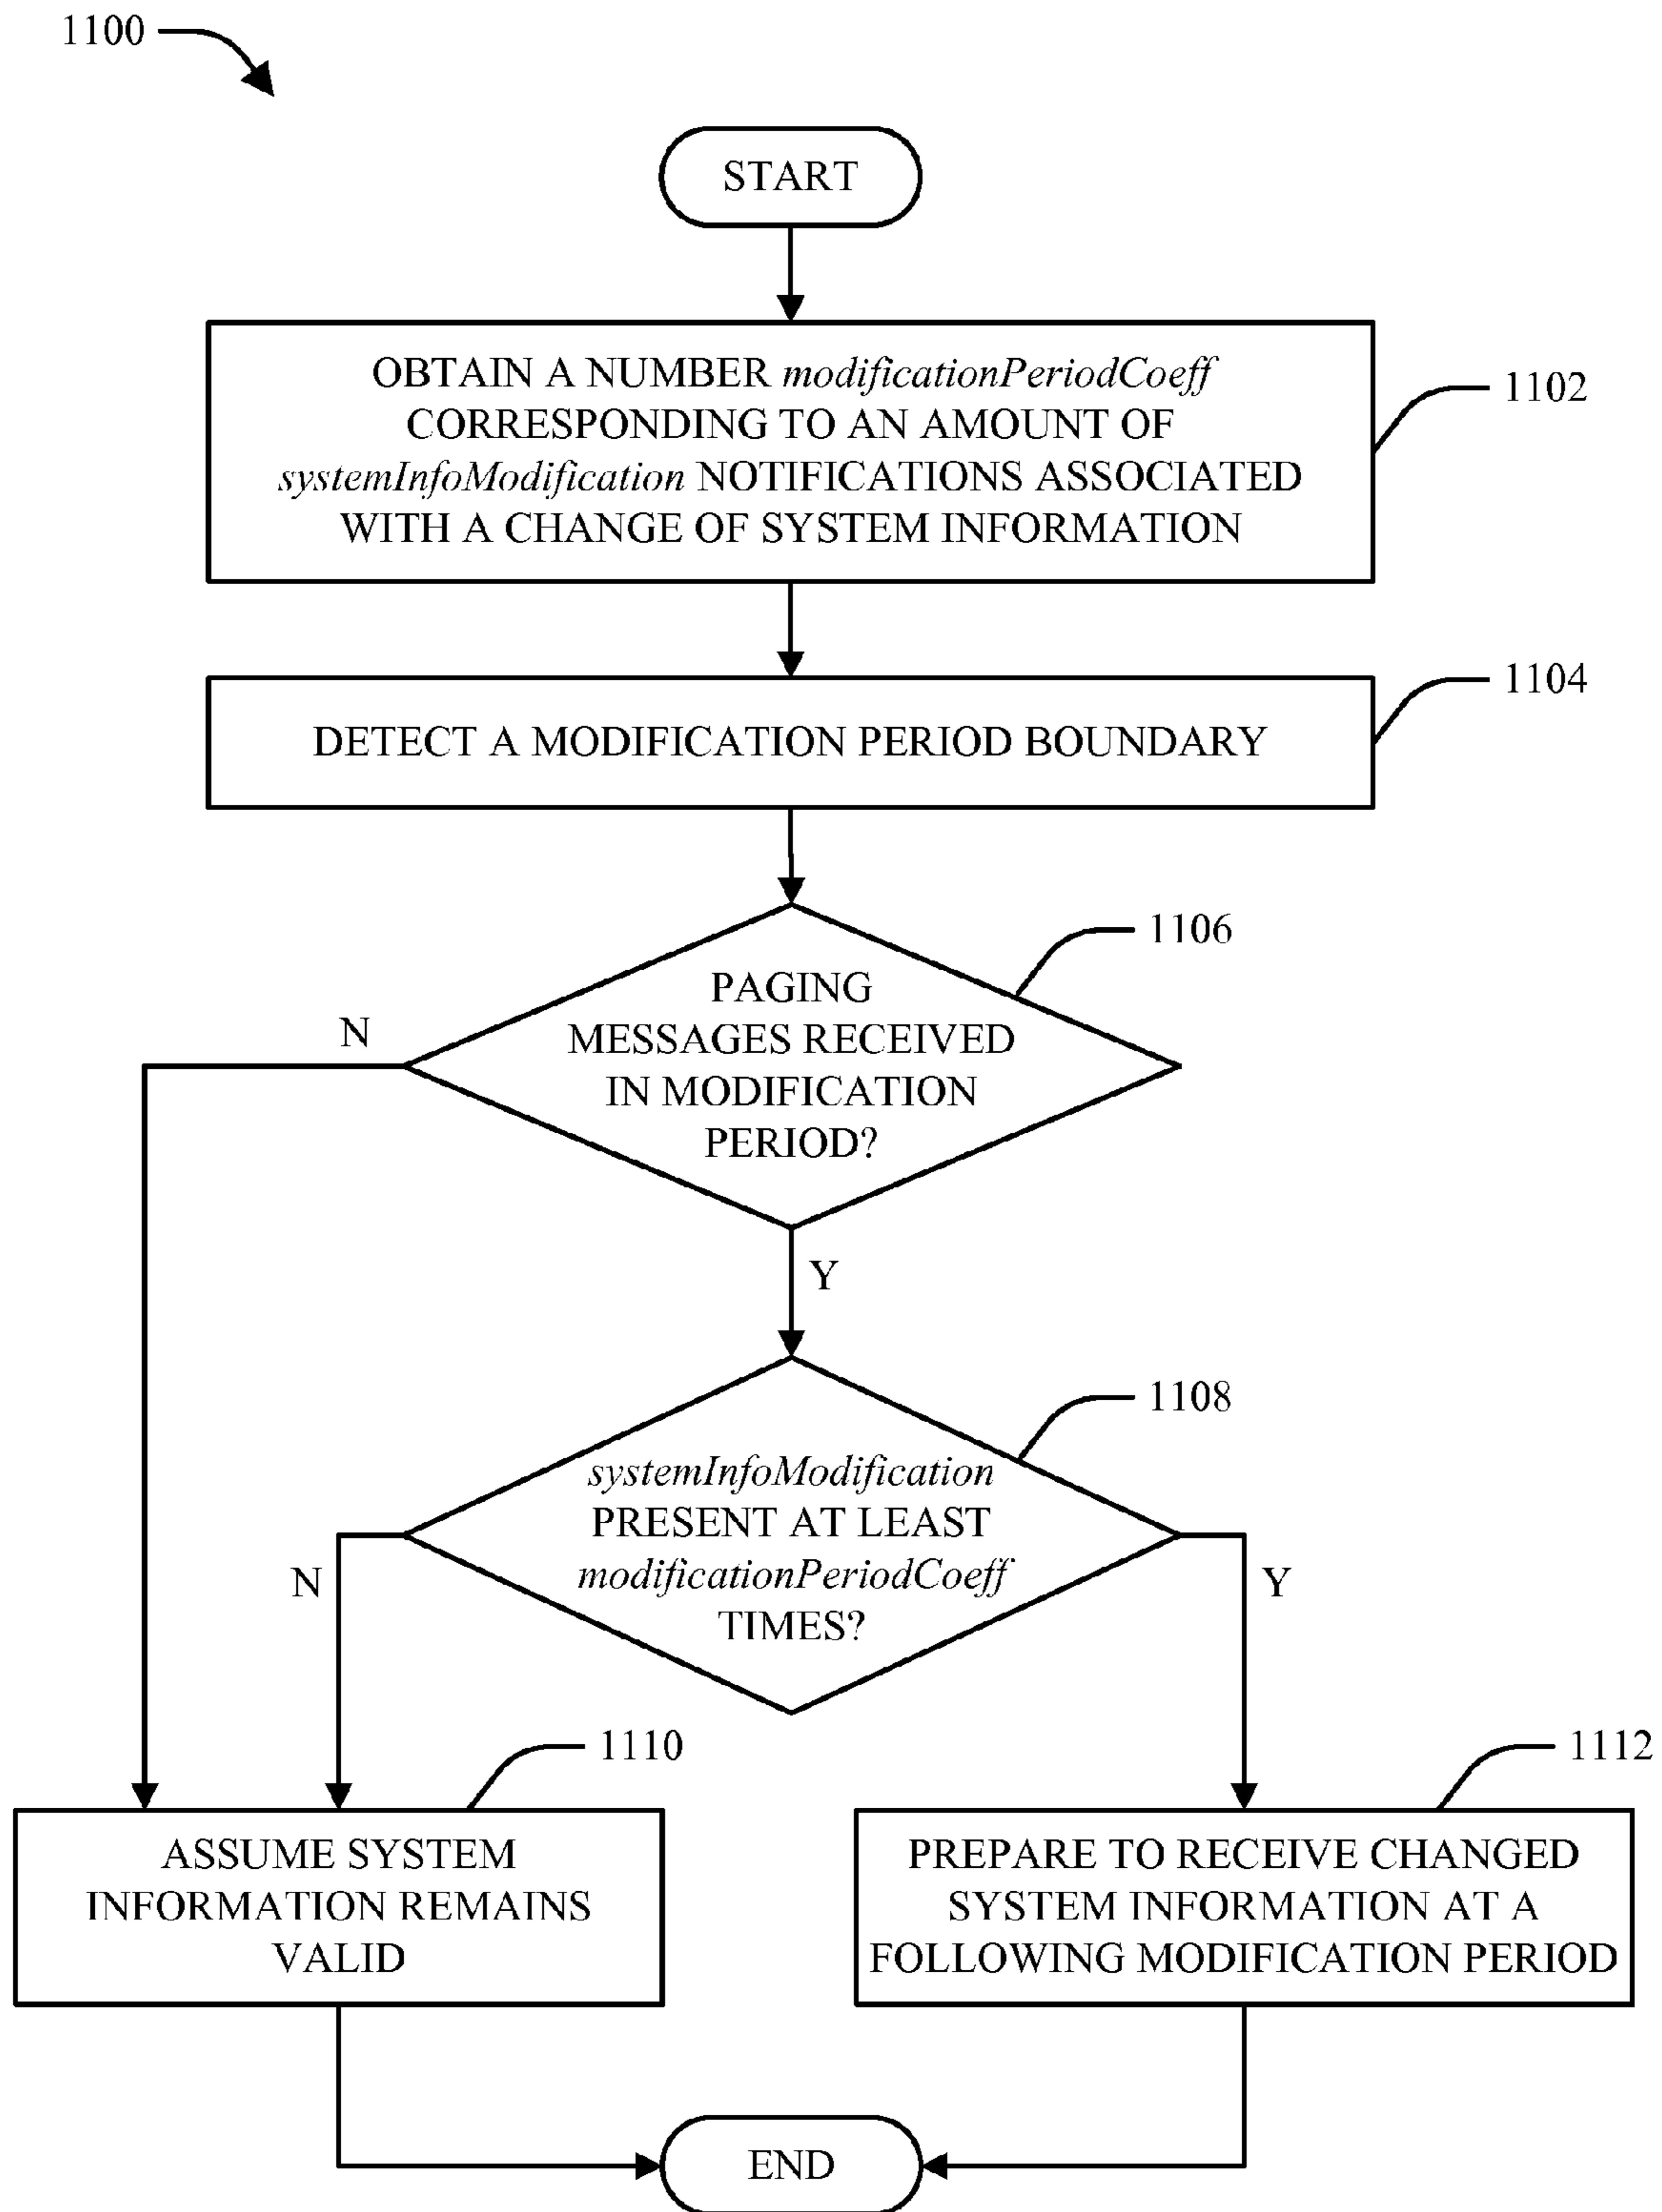 1100
START
OBTAIN A NUMBER modificationPeriodCoeff
CORRESPONDING TO AN AMOUNT OF
systemInfoModification NOTIFICATIONS ASSOCIATED
WITH A CHANGE OF SYSTEM INFORMATION
1102
DETECT A MODIFICATION PERIOD BOUNDARY
1104
PAGING
MESSAGES RECEIVED
IN MODIFICATION
PERIOD?
1106
N
Y
systemInfoModification
PRESENT AT LEAST
modificationPeriodCoeff
TIMES?
1108
N
Y
ASSUME SYSTEM
INFORMATION REMAINS
VALID
1110
PREPARE TO RECEIVE CHANGED
SYSTEM INFORMATION AT A
FOLLOWING MODIFICATION PERIOD
1112
END